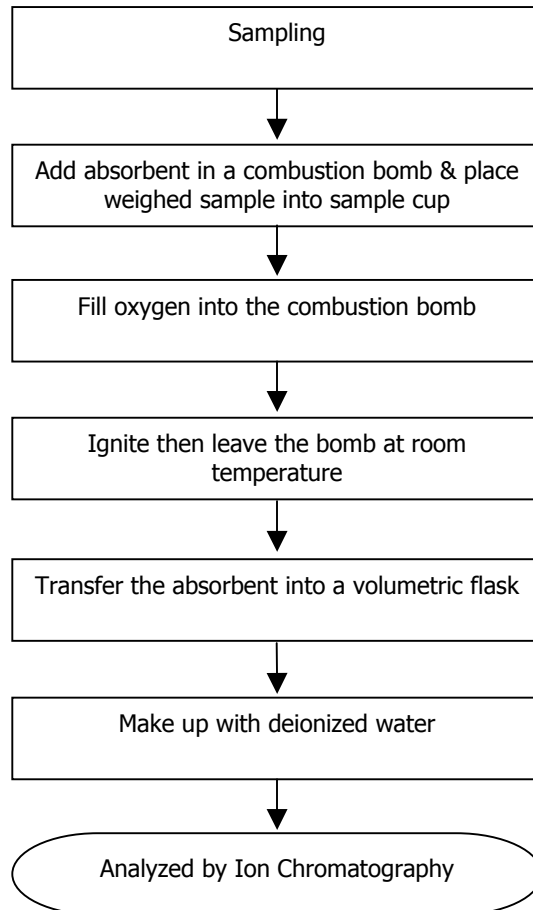 Sampling
Add absorbent in a combustion bomb & place
weighed sample into sample cup
Fill oxygen into the combustion bomb
Ignite then leave the bomb at room
temperature
Transfer the absorbent into a volumetric flask
Make up with deionized water
Analyzed by Ion Chromatography